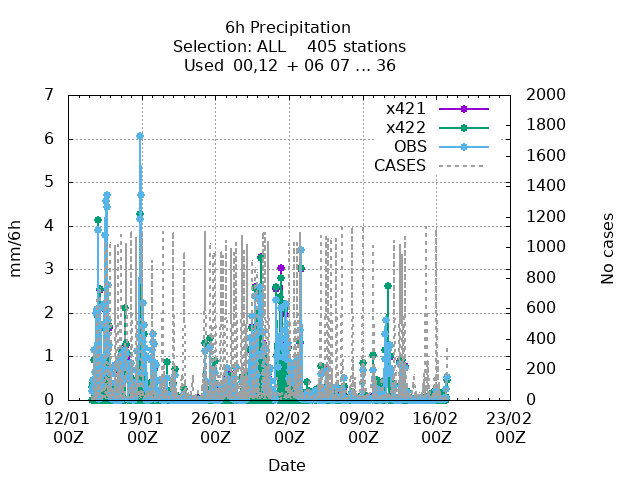 6h Precipitation
Selection: ALL    405 stations
Used  00,12  + 06 07 ... 36
x421
x422
OBS
CASES
mm/6h
7
6
5
4
3
2
1
0
2000
1800
1600
1400
1200
1000
800
600
400
200
0
No cases
12/01 19/01 26/01 02/02 09/02 16/02 23/02
00Z 00Z 00Z 00Z 00Z 00Z 00Z
Date